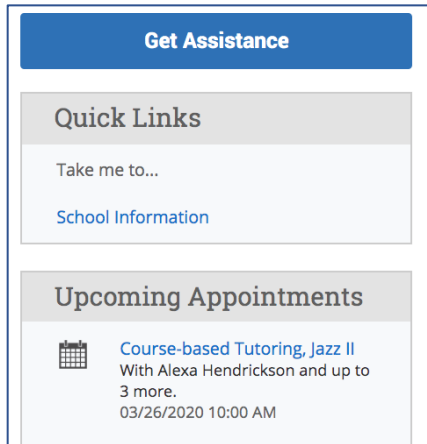 Get Assistance
Quick Links
Take me to...
School Information
Upcoming Appointments
Course-based Tutoring, Jazz II
With Alexa Hendrickson and up to
3 more.
03/26/2020 10:00 AM